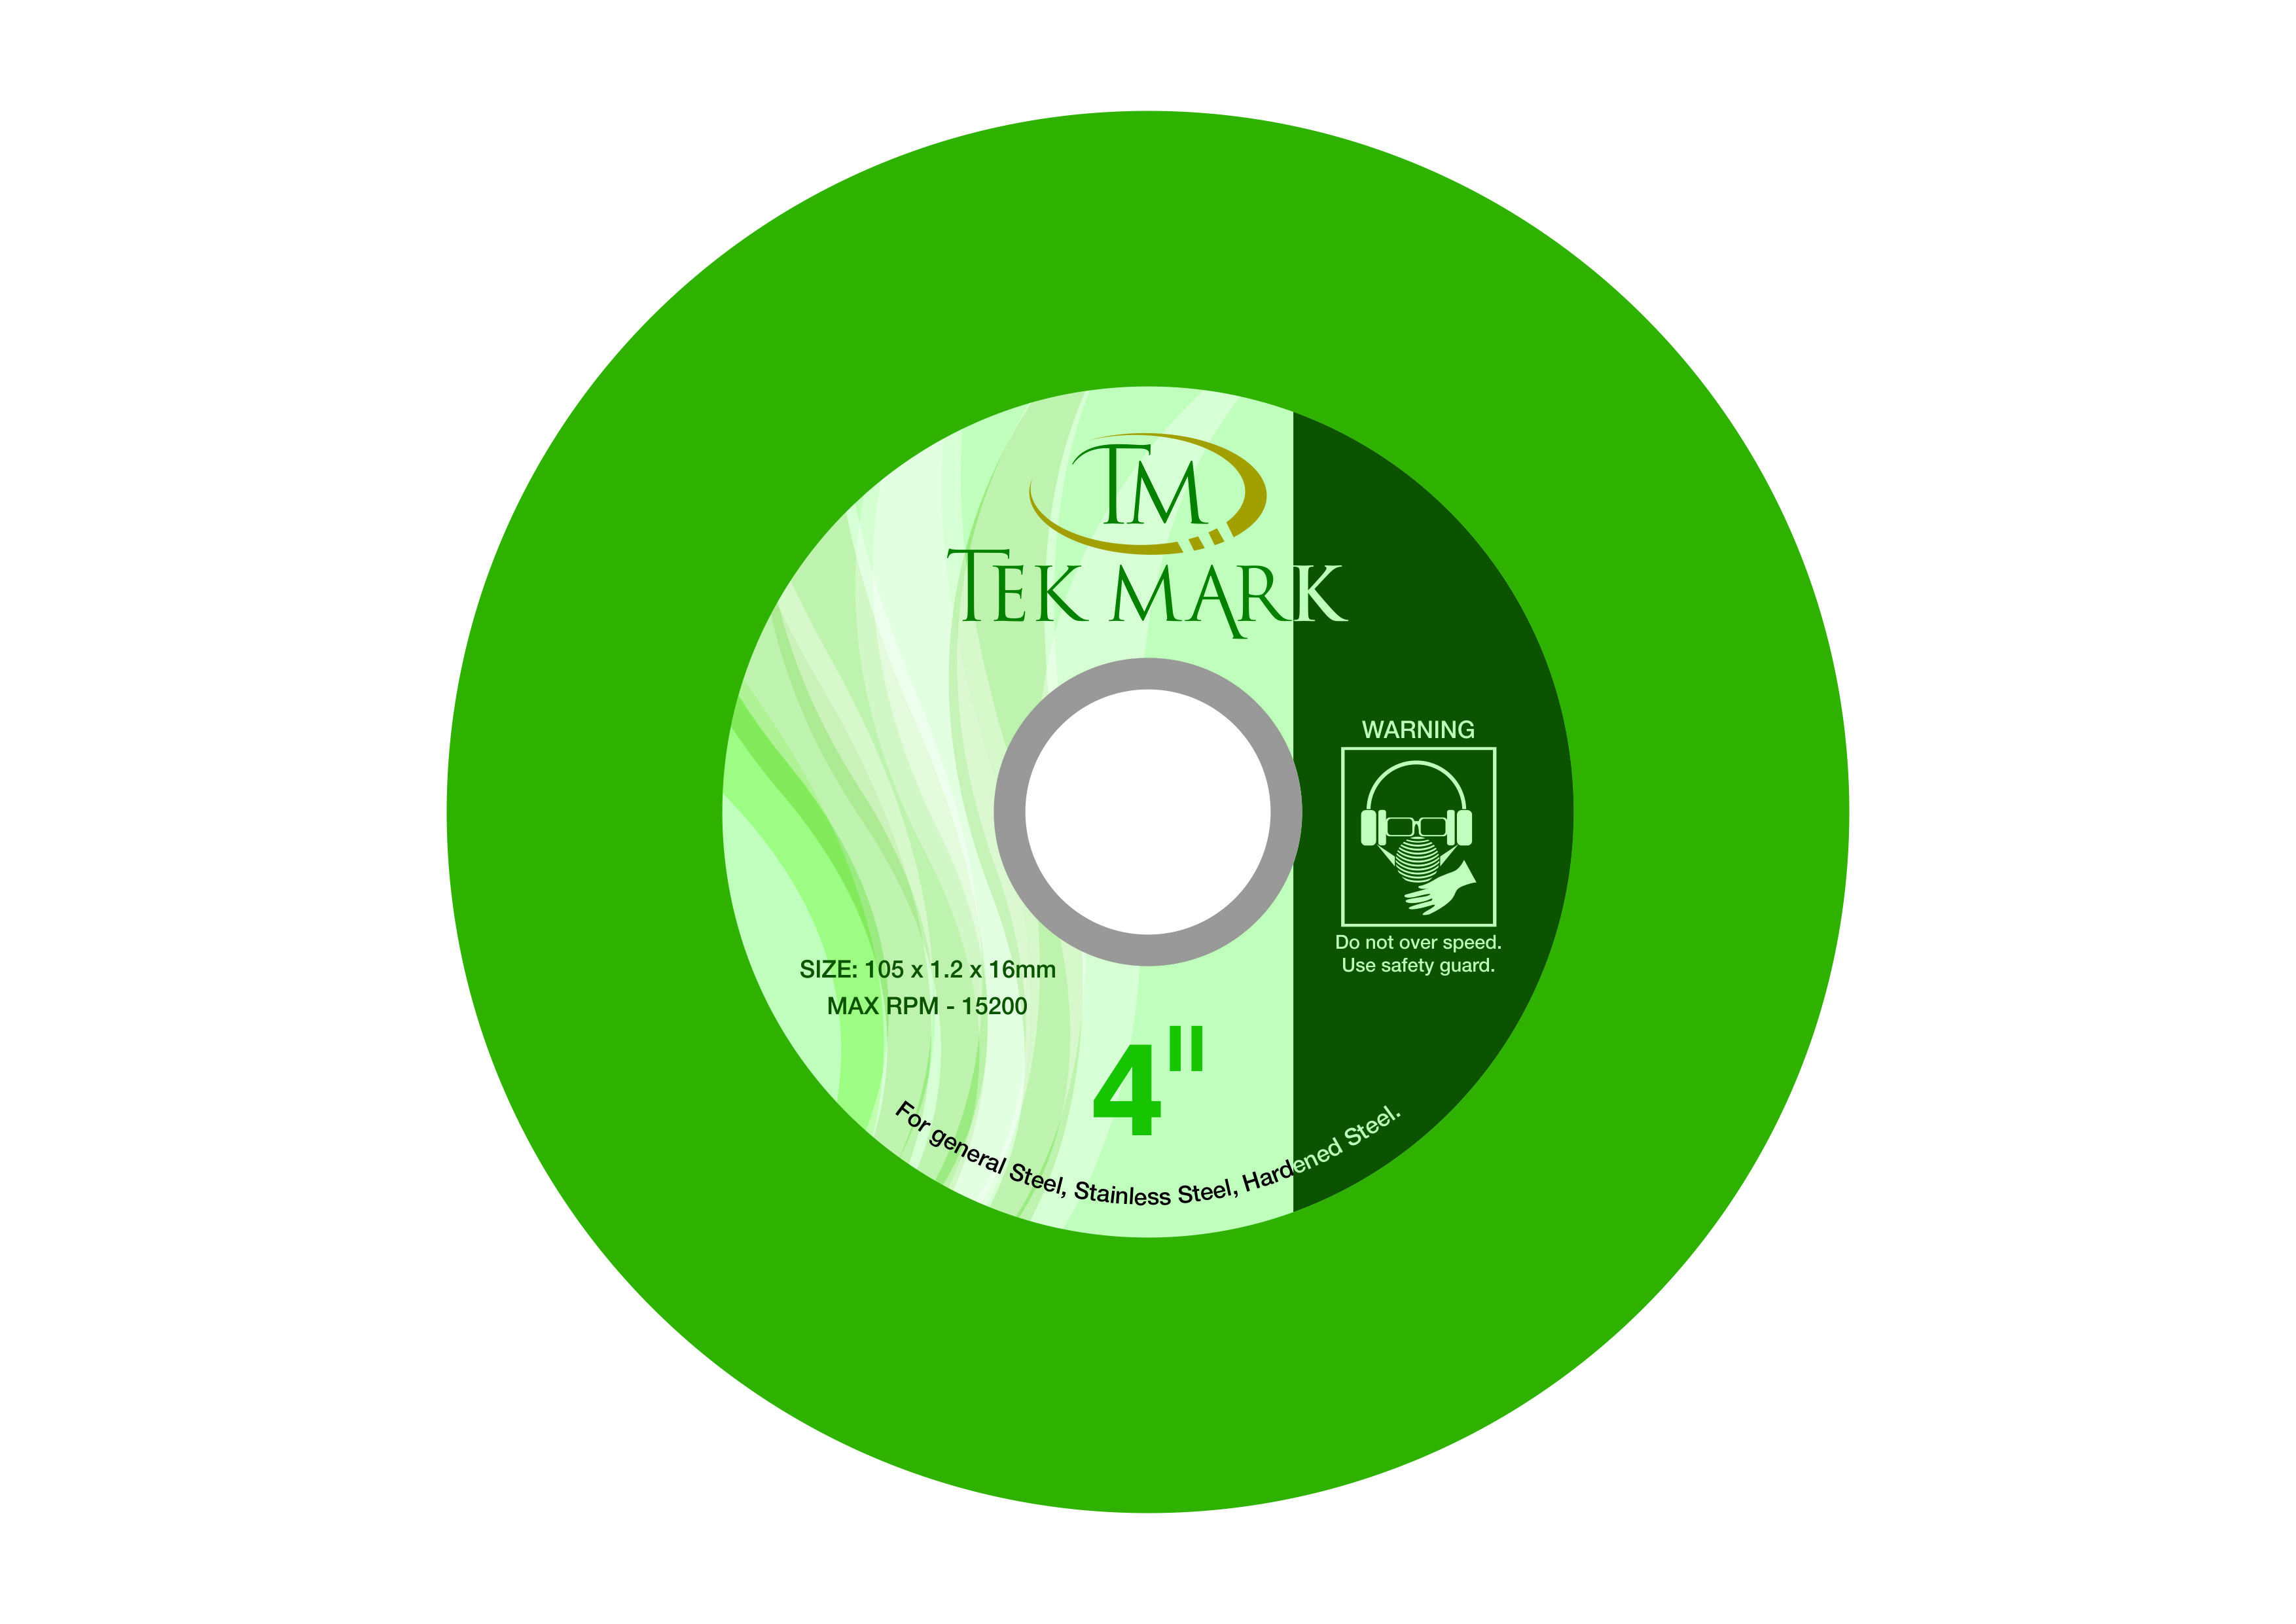 TM
TEK MARK
WARNING
Do not over speed.
Use safety guard.
SIZE: 105 x 1.2 x 16mm
MAX RPM - 15200
4"
For general Steel, Stainless Steel, Hardened Steel.